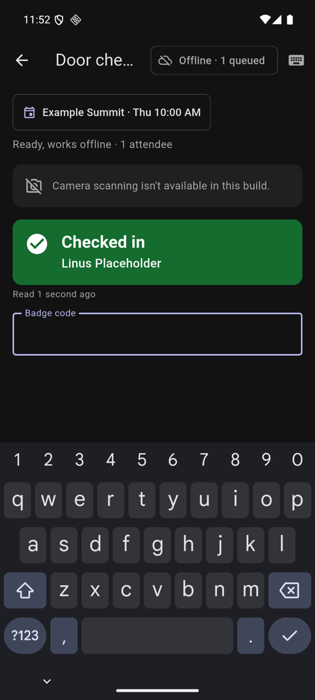 11:52
Door che…
Offline · 1 queued
Example Summit · Thu 10:00 AM
Ready, works offline · 1 attendee
Camera scanning isn't available in this build.
Checked in
Linus Placeholder
Read 1 second ago
Badge code
1 2 3 4 5 6 7 8 9 0
q w e r t y u i o p
a s d f g h j k l
z x c v b n m
?123 , .